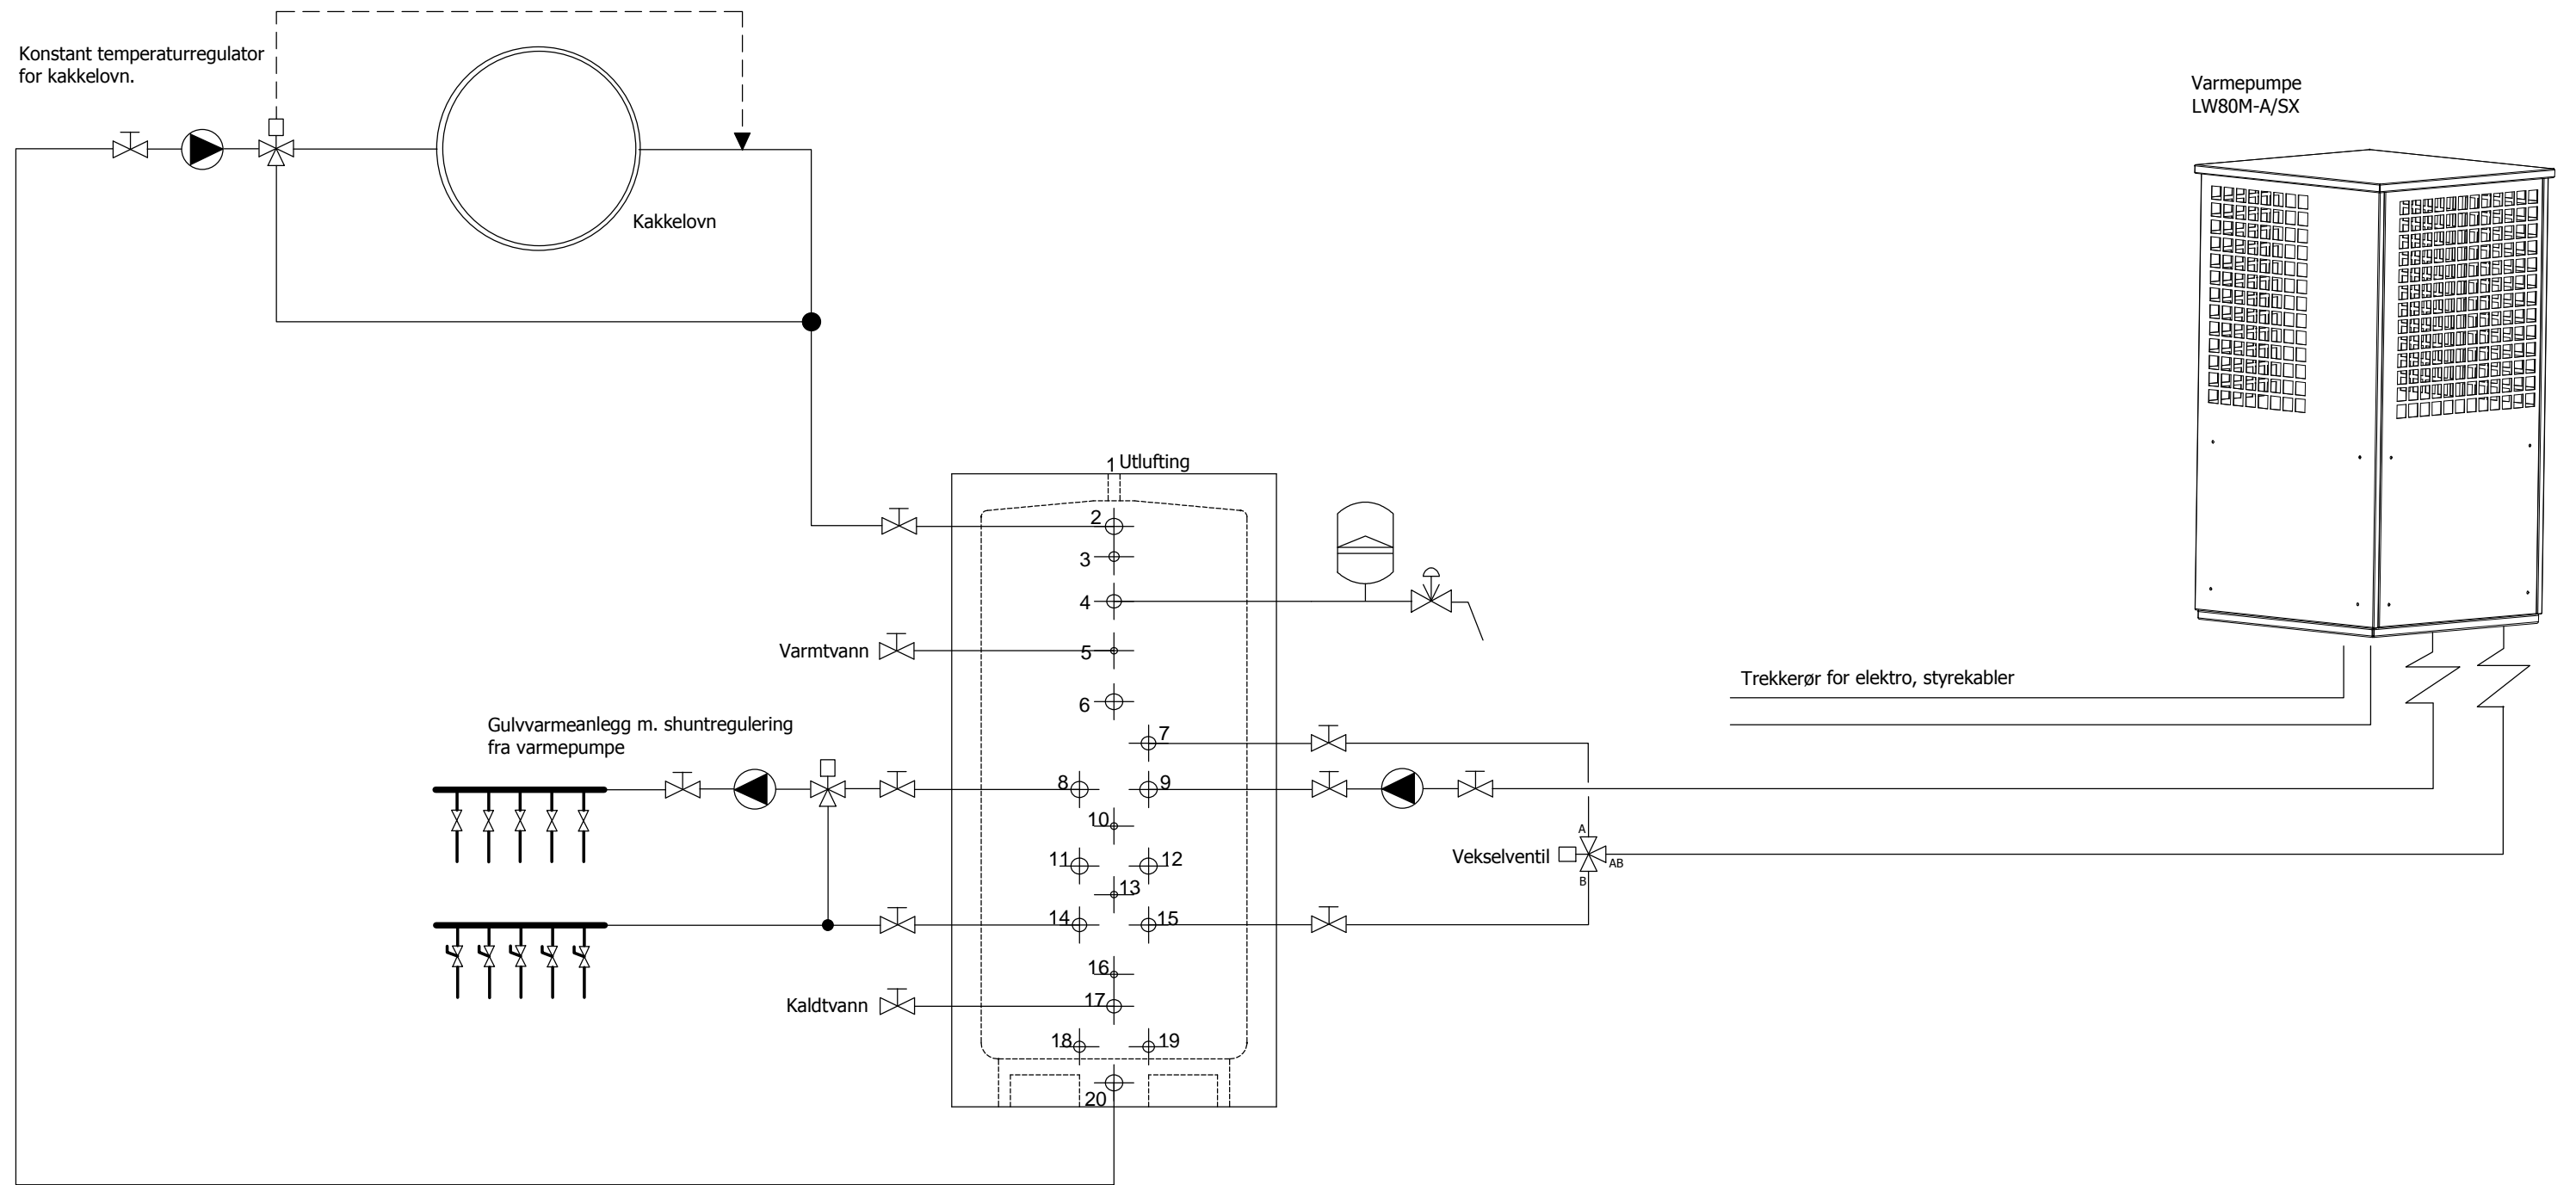 Konstant temperaturregulator
for kakkelovn.
Varmepumpe
LW80M-A/SX
Kakkelovn
1 Utlufting
2
3
4
Varmtvann
5
Trekkerør for elektro, styrekabler
6
Gulvvarmeanlegg m. shuntregulering
fra varmepumpe
7
8
9
10
A
11
12
Vekselventil
AB
B
13
14
15
16
Kaldtvann
17
18
19
20